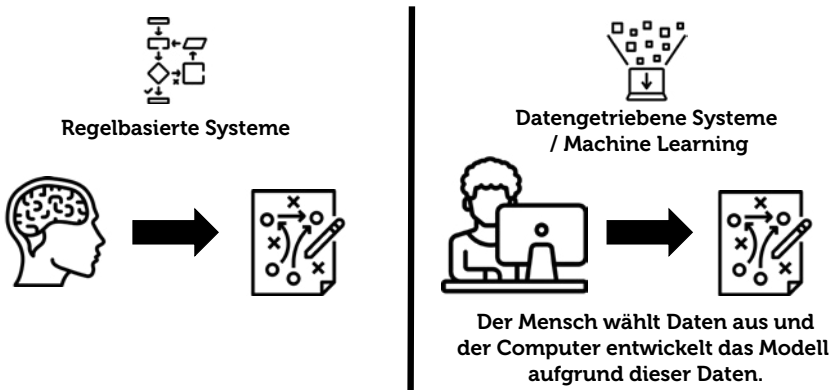 Regelbasierte Systeme
Datengetriebene Systeme
/ Machine Learning
Der Mensch wählt Daten aus und
der Computer entwickelt das Modell
aufgrund dieser Daten.